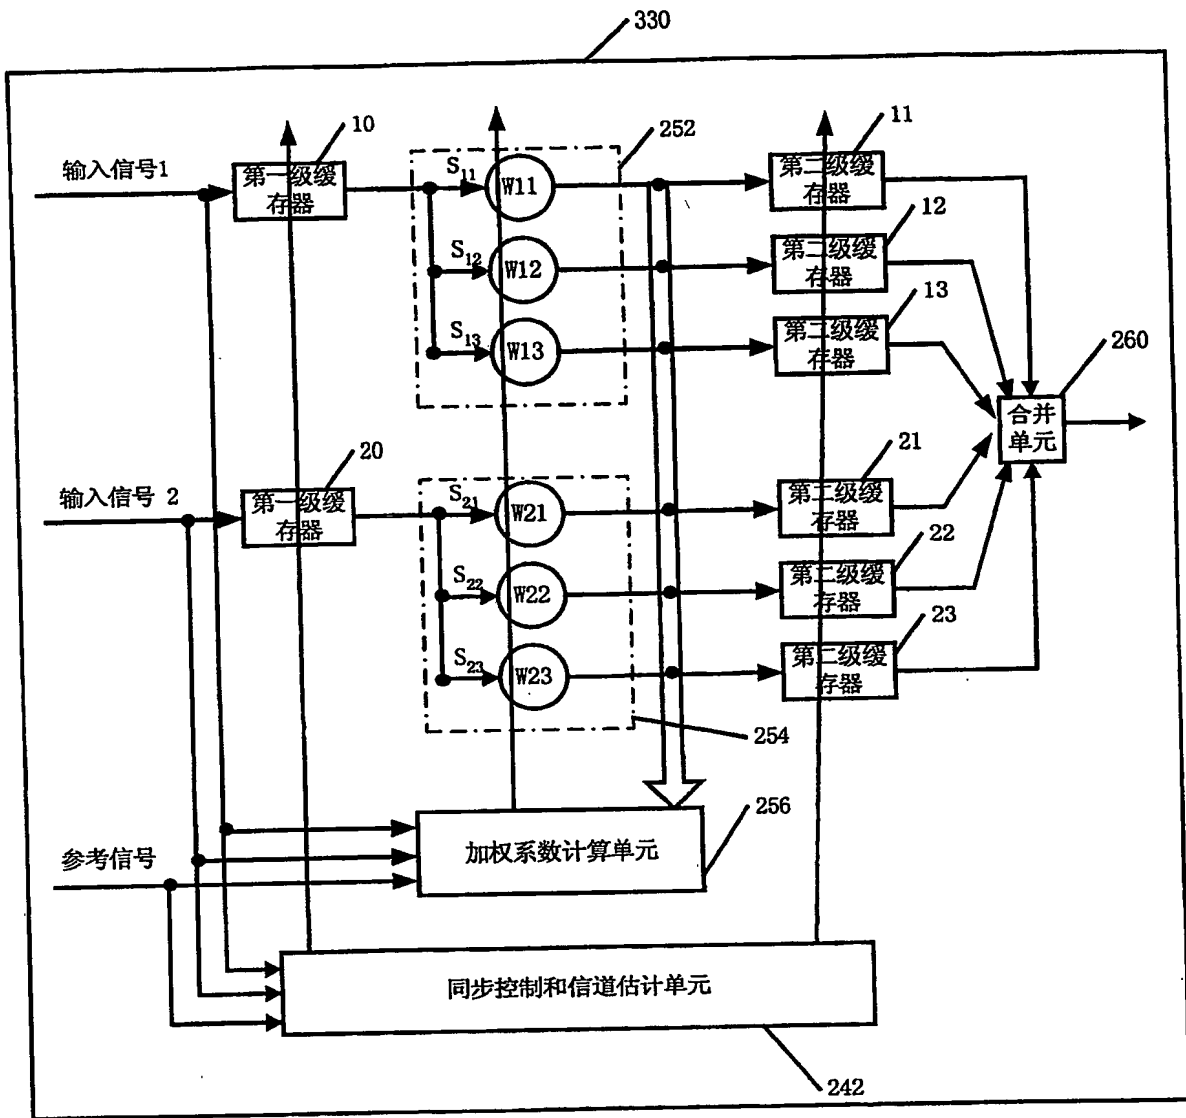 330
输入信号1
第一级缓
存器
10
S11
W11
252
第二级缓
存器
11
S12
W12
第二级缓
存器
12
S13
W13
第二级缓
存器
13
260
合并
单元
输入信号 2
第一级缓
存器
20
S21
W21
第二级缓
存器
21
S22
W22
第二级缓
存器
22
S23
W23
第二级缓
存器
23
254
256
加权系数计算单元
参考信号
同步控制和信道估计单元
242